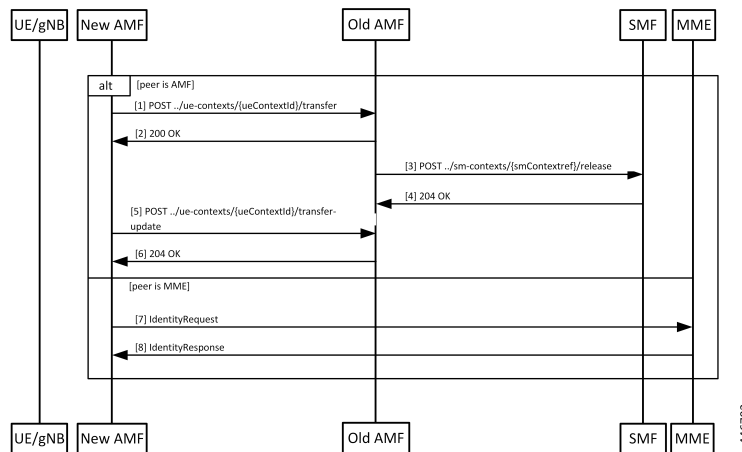 UE/gNB New AMF Old AMF SMF MME
alt [peer is AMF]
[1] POST ../ue-contexts/{ueContextId}/transfer
[2] 200 OK
[3] POST ../sm-contexts/{smContextref}/release
[4] 204 OK
[5] POST ../ue-contexts/{ueContextId}/transfer-
update
[6] 204 OK
[peer is MME]
[7] IdentityRequest
[8] IdentityResponse
UE/gNB New AMF Old AMF SMF MME